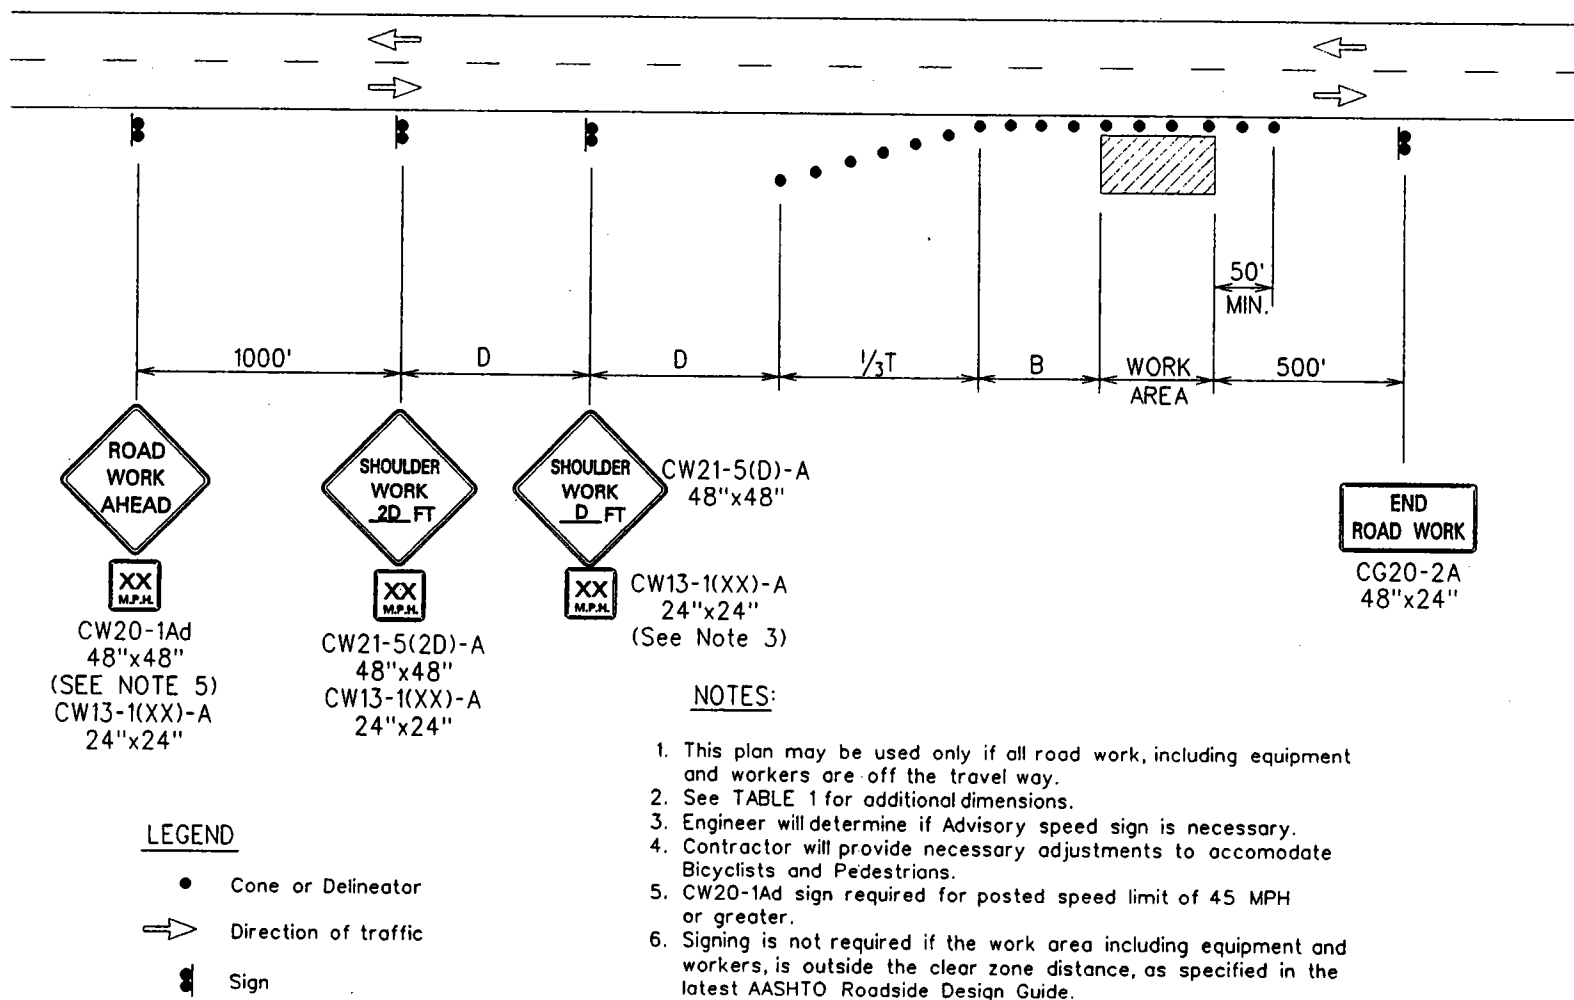 50'
MIN.
1000'
D
D
1/3T
B
WORK
AREA
500'
ROAD
WORK
AHEAD
XX
M.P.H.
CW20-1Ad
48"x48"
(SEE NOTE 5)
CW13-1(XX)-A
24"x24"
SHOULDER
WORK
2D FT
XX
M.P.H.
CW21-5(2D)-A
48"x48"
CW13-1(XX)-A
24"x24"
SHOULDER
WORK
D FT
CW21-5(D)-A
48"x48"
XX
M.P.H.
CW13-1(XX)-A
24"x24"
(See Note 3)
END
ROAD WORK
CG20-2A
48"x24"
NOTES:
1. This plan may be used only if all road work, including equipment
and workers are off the travel way.
2. See TABLE 1 for additional dimensions.
3. Engineer will determine if Advisory speed sign is necessary.
4. Contractor will provide necessary adjustments to accomodate
Bicyclists and Pedestrians.
5. CW20-1Ad sign required for posted speed limit of 45 MPH
or greater.
6. Signing is not required if the work area including equipment and
workers, is outside the clear zone distance, as specified in the
latest AASHTO Roadside Design Guide.
LEGEND
Cone or Delineator
Direction of traffic
Sign